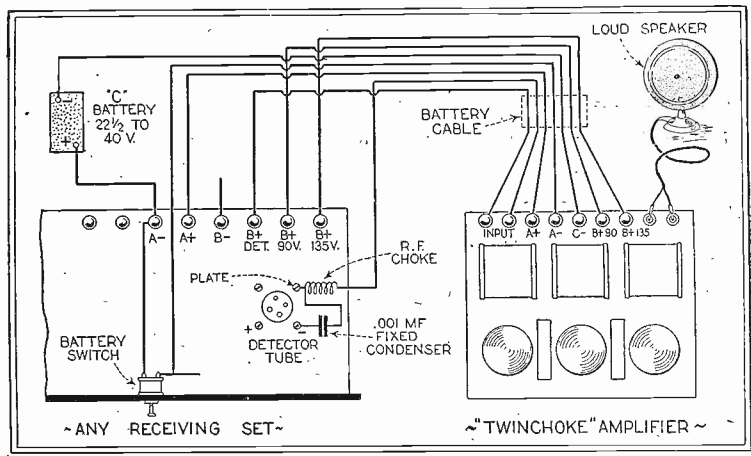 LOUD SPEAKER
"C"
BATTERY
22½ TO
40 V.
−
+
BATTERY
CABLE
A−
A+
B−
B+
DET.
B+
90V.
B+
135V.
INPUT
A+
A−
C−
B+90
B+135
R.F.
CHOKE
PLATE
+
−
.001 MF
FIXED
CONDENSER
DETECTOR
TUBE
BATTERY
SWITCH
~ANY RECEIVING SET~
~"TWINCHOKE" AMPLIFIER~